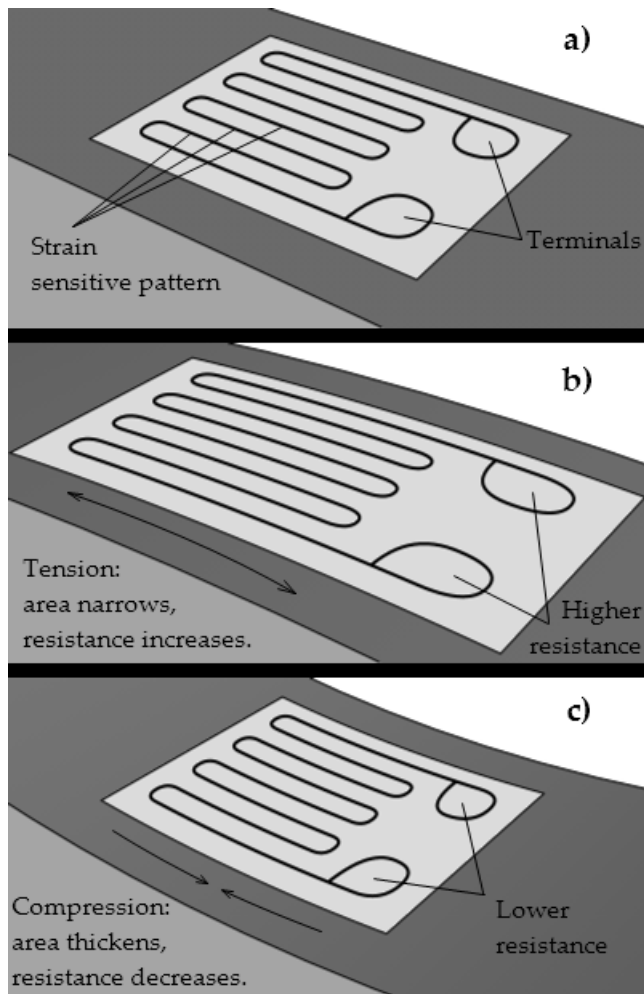 a)
Strain
sensitive pattern
Terminals
b)
Tension:
area narrows,
resistance increases.
Higher
resistance
c)
Compression:
area thickens,
resistance decreases.
Lower
resistance